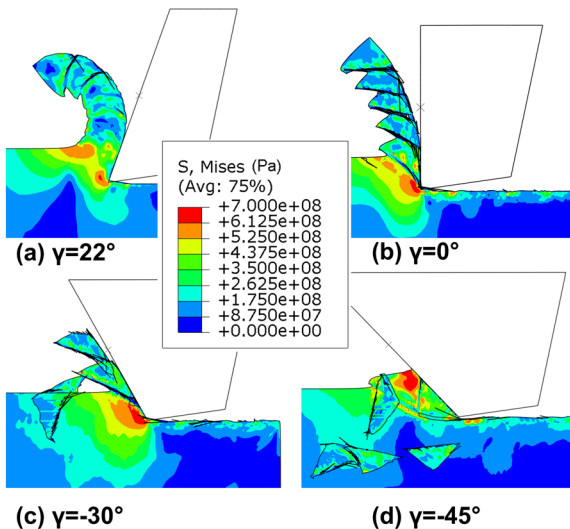 S, Mises (Pa)
(Avg: 75%)
+7.000e+08
+6.125e+08
+5.250e+08
+4.375e+08
+3.500e+08
+2.625e+08
+1.750e+08
+8.750e+07
+0.000e+00
(a) γ=22°
(b) γ=0°
(c) γ=-30°
(d) γ=-45°